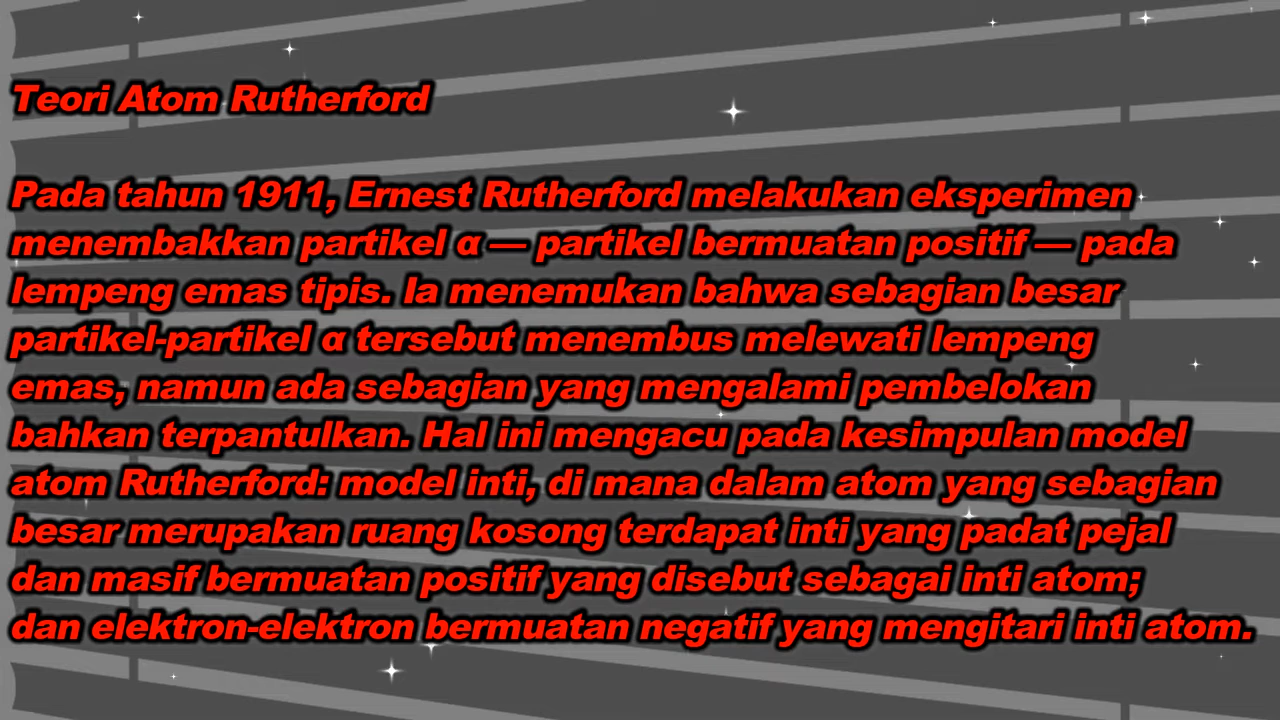 Teori Atom Rutherford
Pada tahun 1911, Ernest Rutherford melakukan eksperimen
menembakkan partikel α — partikel bermuatan positif — pada
lempeng emas tipis. Ia menemukan bahwa sebagian besar
partikel-partikel α tersebut menembus melewati lempeng
emas, namun ada sebagian yang mengalami pembelokan
bahkan terpantulkan. Hal ini mengacu pada kesimpulan model
atom Rutherford: model inti, di mana dalam atom yang sebagian
besar merupakan ruang kosong terdapat inti yang padat pejal
dan masif bermuatan positif yang disebut sebagai inti atom;
dan elektron-elektron bermuatan negatif yang mengitari inti atom.